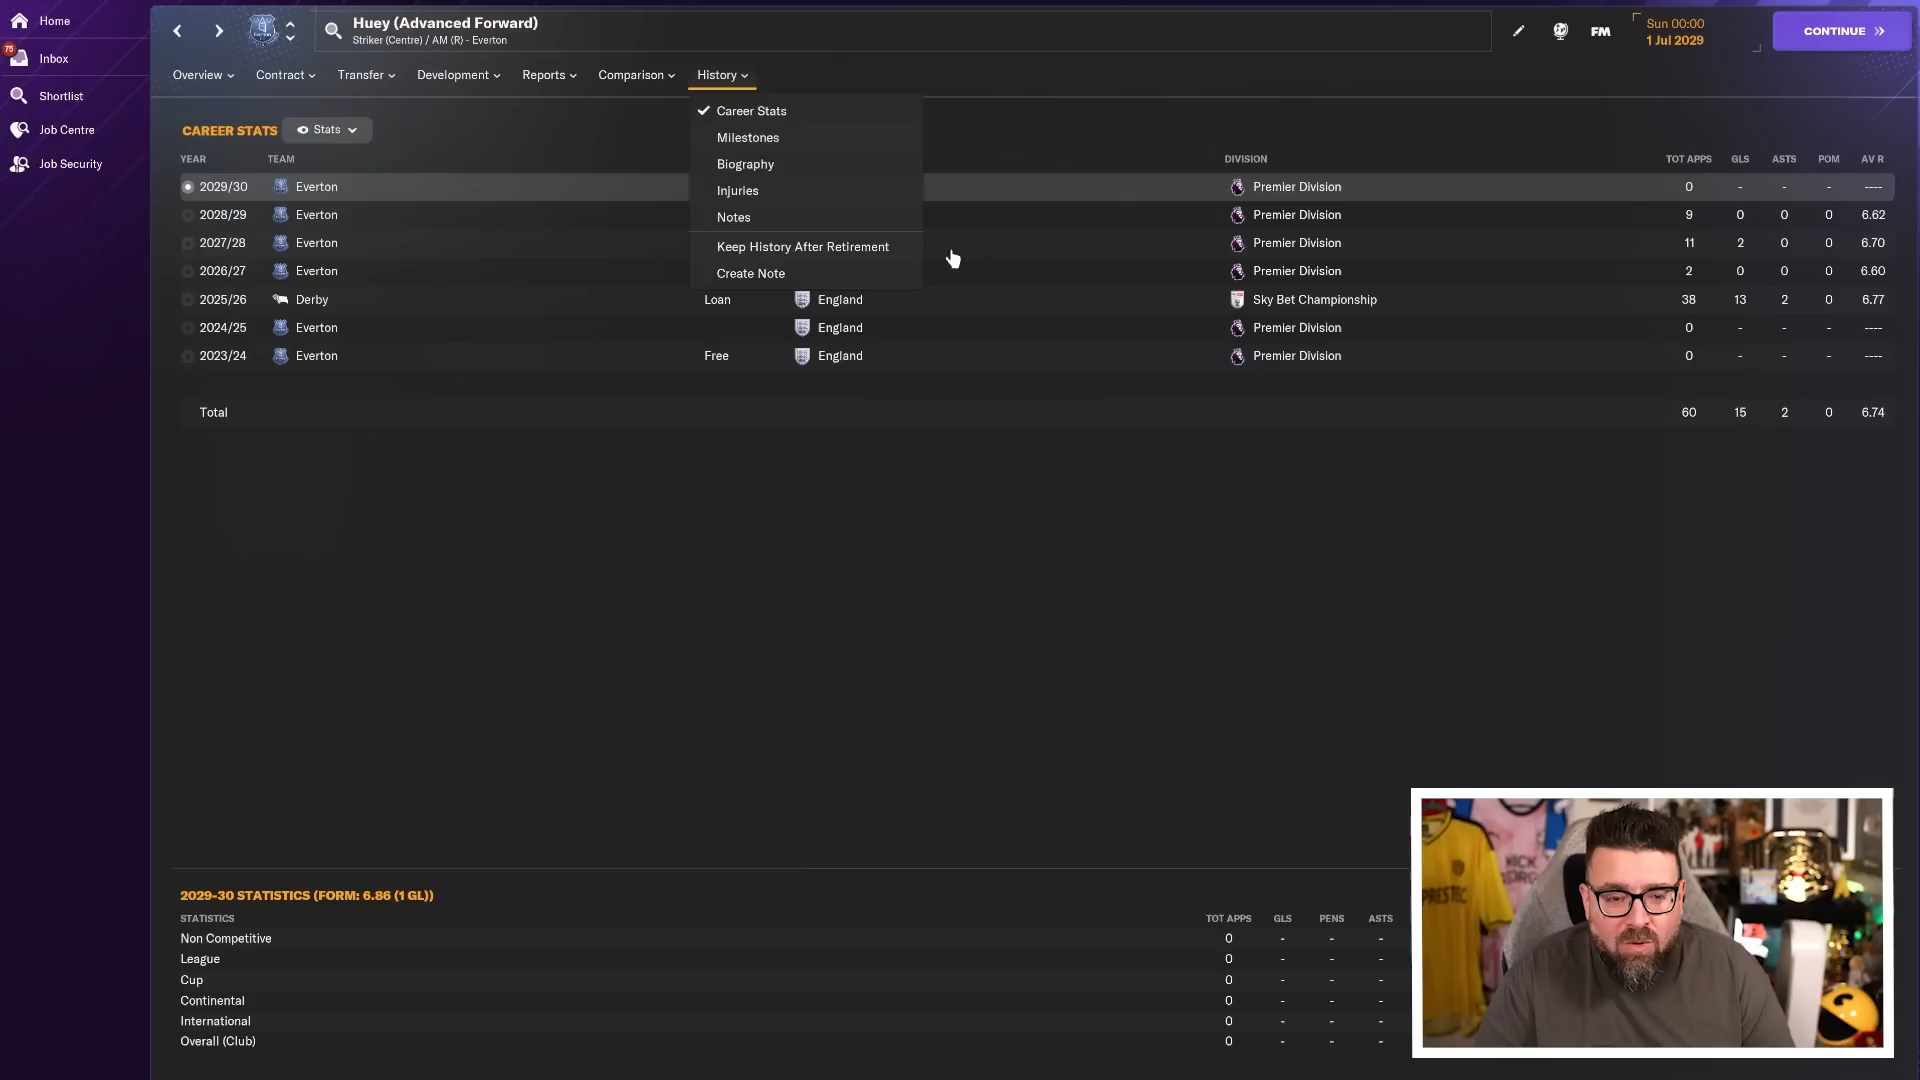 Home
75
Inbox
Shortlist
Job Centre
Job Security
Huey (Advanced Forward)
Striker (Centre) / AM (R) - Everton
FM
Sun 00:00
1 Jul 2029
CONTINUE
Overview
Contract
Transfer
Development
Reports
Comparison
History
Career Stats
Milestones
Biography
Injuries
Notes
Keep History After Retirement
Create Note
CAREER STATS Stats
YEAR TEAM DIVISION TOT APPS GLS ASTS POM AV R
2029/30 Everton Premier Division 0 - - - ----
2028/29 Everton Premier Division 9 0 0 0 6.62
2027/28 Everton Premier Division 11 2 0 0 6.70
2026/27 Everton Premier Division 2 0 0 0 6.60
2025/26 Derby Loan England Sky Bet Championship 38 13 2 0 6.77
2024/25 Everton England Premier Division 0 - - - ----
2023/24 Everton Free England Premier Division 0 - - - ----
Total 60 15 2 0 6.74
2029-30 STATISTICS (FORM: 6.86 (1 GL))
STATISTICS TOT APPS GLS PENS ASTS
Non Competitive 0 - - -
League 0 - - -
Cup 0 - - -
Continental 0 - - -
International 0 - - -
Overall (Club) 0 - - -